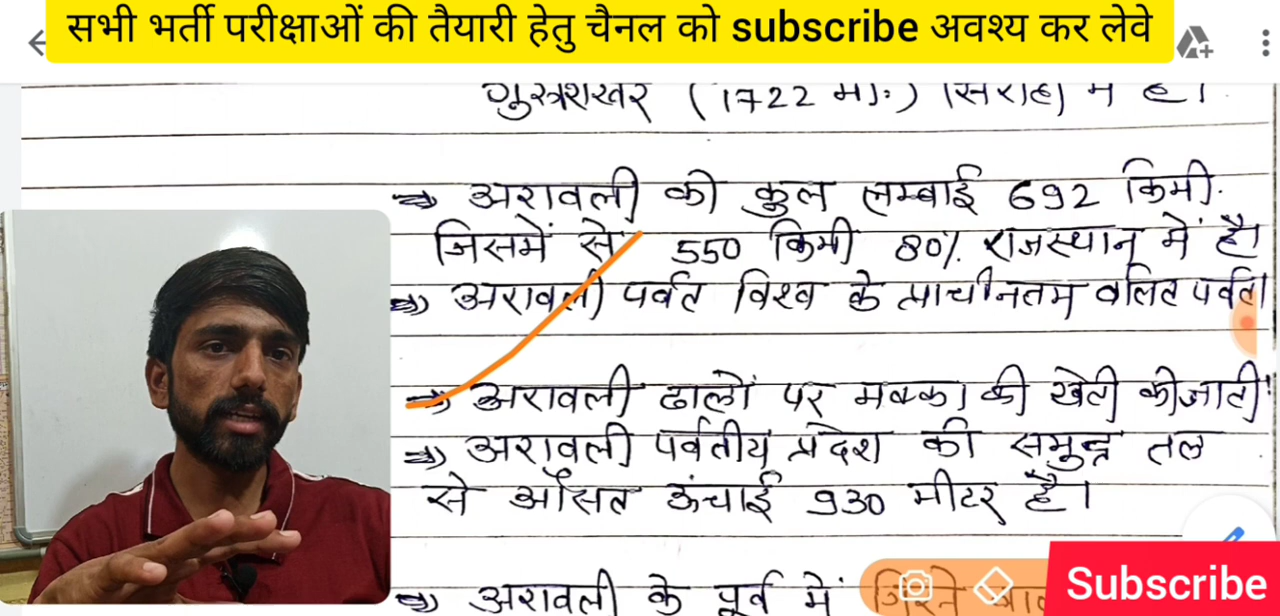 सभी भर्ती परीक्षाओं की तैयारी हेतु चैनल को subscribe अवश्य कर लेवे
(1722 मी.) में है।
⇒ अरावली की कुल लम्बाई 692 किमी.
जिसमें से 550 किमी 80% राजस्थान में है।
⇒ अरावली पर्वत विश्व के प्राचीनतम वलित पर्वत।
⇒ अरावली ढालों पर मक्का की खेती की जाती
⇒ अरावली पर्वतीय प्रदेश की समुद्र तल
से औसत ऊंचाई 930 मीटर है।
⇒ अरावली के पूर्व में
Subscribe